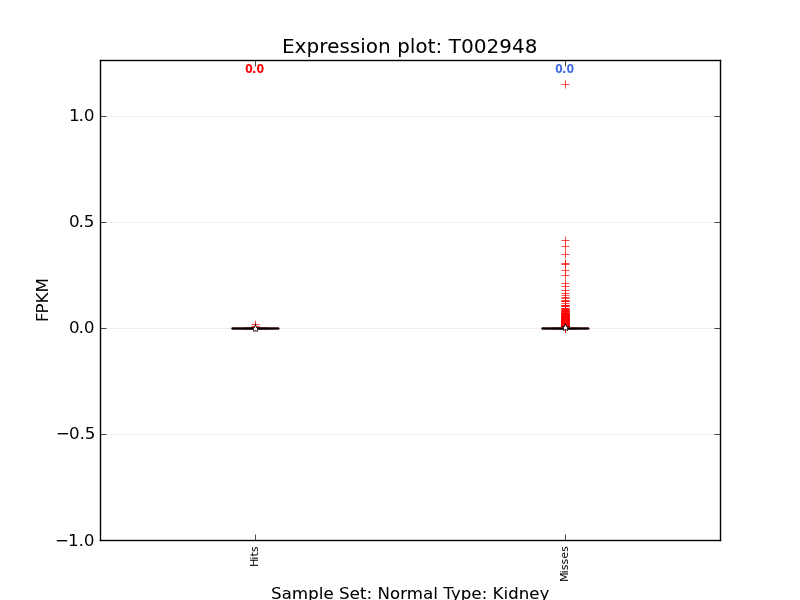 Expression plot: T002948
0.0
0.0
1.0
0.5
0.0
−0.5
−1.0
FPKM
Hits
Misses
Sample Set: Normal Type: Kidney